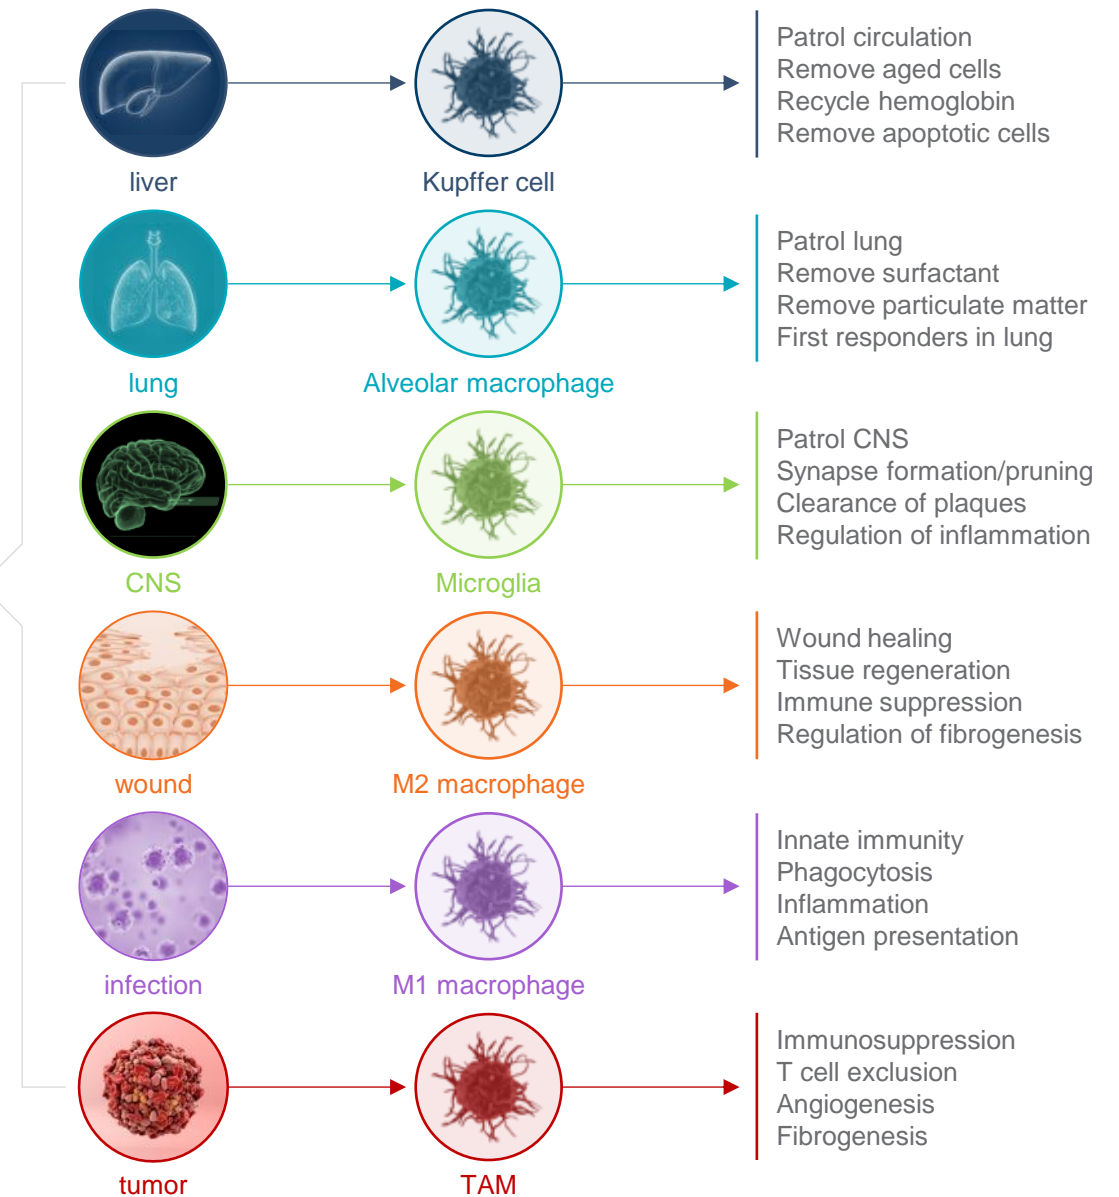 Patrol circulation
Remove aged cells
Recycle hemoglobin
Remove apoptotic cells
liver
Kupffer cell
Patrol lung
Remove surfactant
Remove particulate matter
First responders in lung
lung
Alveolar macrophage
Patrol CNS
Synapse formation/pruning
Clearance of plaques
Regulation of inflammation
CNS
Microglia
Wound healing
Tissue regeneration
Immune suppression
Regulation of fibrogenesis
wound
M2 macrophage
Innate immunity
Phagocytosis
Inflammation
Antigen presentation
infection
M1 macrophage
Immunosuppression
T cell exclusion
Angiogenesis
Fibrogenesis
tumor
TAM